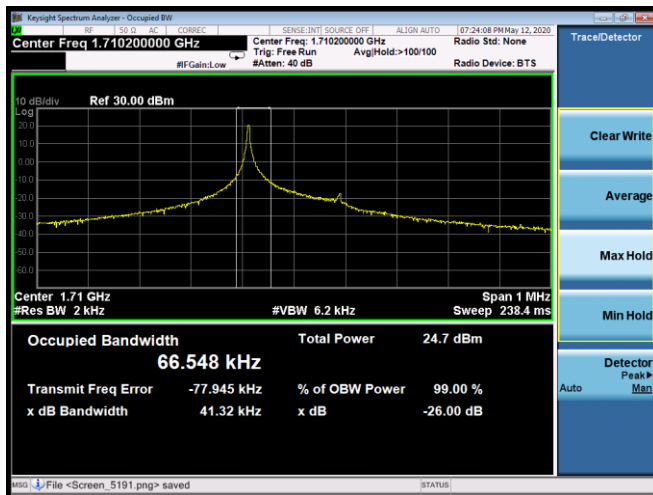 Keysight Spectrum Analyzer - Occupied BW
RF 50 Ω AC CORREC SENSE:INT SOURCE OFF ALIGN AUTO 07:24:08 PM May 12, 2020
Center Freq 1.710200000 GHz
Center Freq: 1.710200000 GHz Radio Std: None
Trig: Free Run Avg|Hold:>100/100
#IFGain:Low #Atten: 40 dB Radio Device: BTS
Trace/Detector
10 dB/div Ref 30.00 dBm
Log
20.0
10.0
0.00
-10.0
-20.0
-30.0
-40.0
-50.0
-60.0
Center 1.71 GHz Span 1 MHz
#Res BW 2 kHz #VBW 6.2 kHz Sweep 238.4 ms
Occupied Bandwidth Total Power 24.7 dBm
66.548 kHz
Transmit Freq Error -77.945 kHz % of OBW Power 99.00 %
x dB Bandwidth 41.32 kHz x dB -26.00 dB
Clear Write
Average
Max Hold
Min Hold
Detector
Peak▶
Auto Man
MSG File <Screen_5191.png> saved STATUS